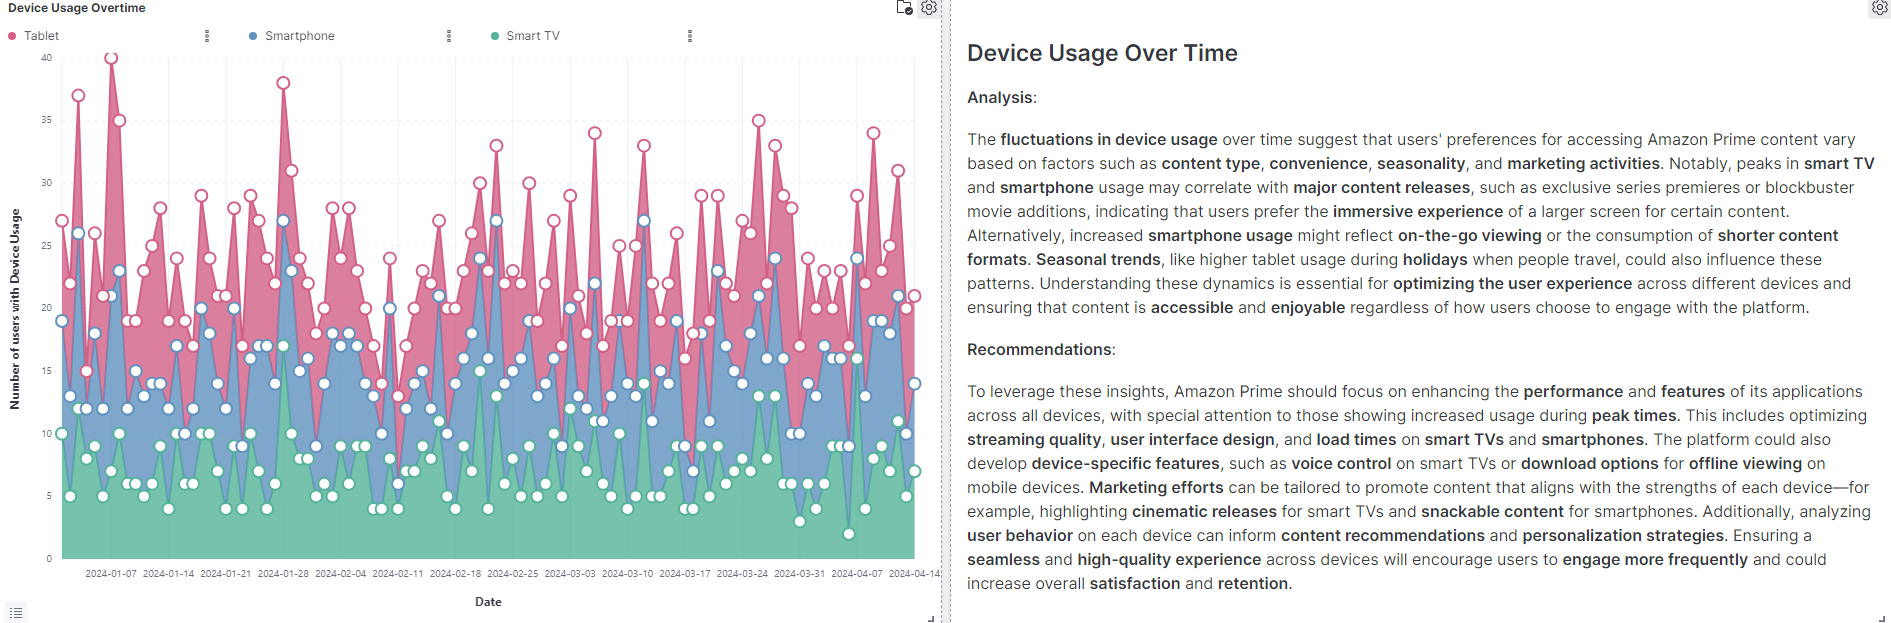 Device Usage Overtime
Tablet
Smartphone
Smart TV
Number of users with Device Usage
40
35
30
25
20
15
10
5
0
2024-01-07 2024-01-14 2024-01-21 2024-01-28 2024-02-04 2024-02-11 2024-02-18 2024-02-25 2024-03-03 2024-03-10 2024-03-17 2024-03-24 2024-03-31 2024-04-07 2024-04-14
Date
Device Usage Over Time
Analysis:
The fluctuations in device usage over time suggest that users' preferences for accessing Amazon Prime content vary
based on factors such as content type, convenience, seasonality, and marketing activities. Notably, peaks in smart TV
and smartphone usage may correlate with major content releases, such as exclusive series premieres or blockbuster
movie additions, indicating that users prefer the immersive experience of a larger screen for certain content.
Alternatively, increased smartphone usage might reflect on-the-go viewing or the consumption of shorter content
formats. Seasonal trends, like higher tablet usage during holidays when people travel, could also influence these
patterns. Understanding these dynamics is essential for optimizing the user experience across different devices and
ensuring that content is accessible and enjoyable regardless of how users choose to engage with the platform.
Recommendations:
To leverage these insights, Amazon Prime should focus on enhancing the performance and features of its applications
across all devices, with special attention to those showing increased usage during peak times. This includes optimizing
streaming quality, user interface design, and load times on smart TVs and smartphones. The platform could also
develop device-specific features, such as voice control on smart TVs or download options for offline viewing on
mobile devices. Marketing efforts can be tailored to promote content that aligns with the strengths of each device—for
example, highlighting cinematic releases for smart TVs and snackable content for smartphones. Additionally, analyzing
user behavior on each device can inform content recommendations and personalization strategies. Ensuring a
seamless and high-quality experience across devices will encourage users to engage more frequently and could
increase overall satisfaction and retention.